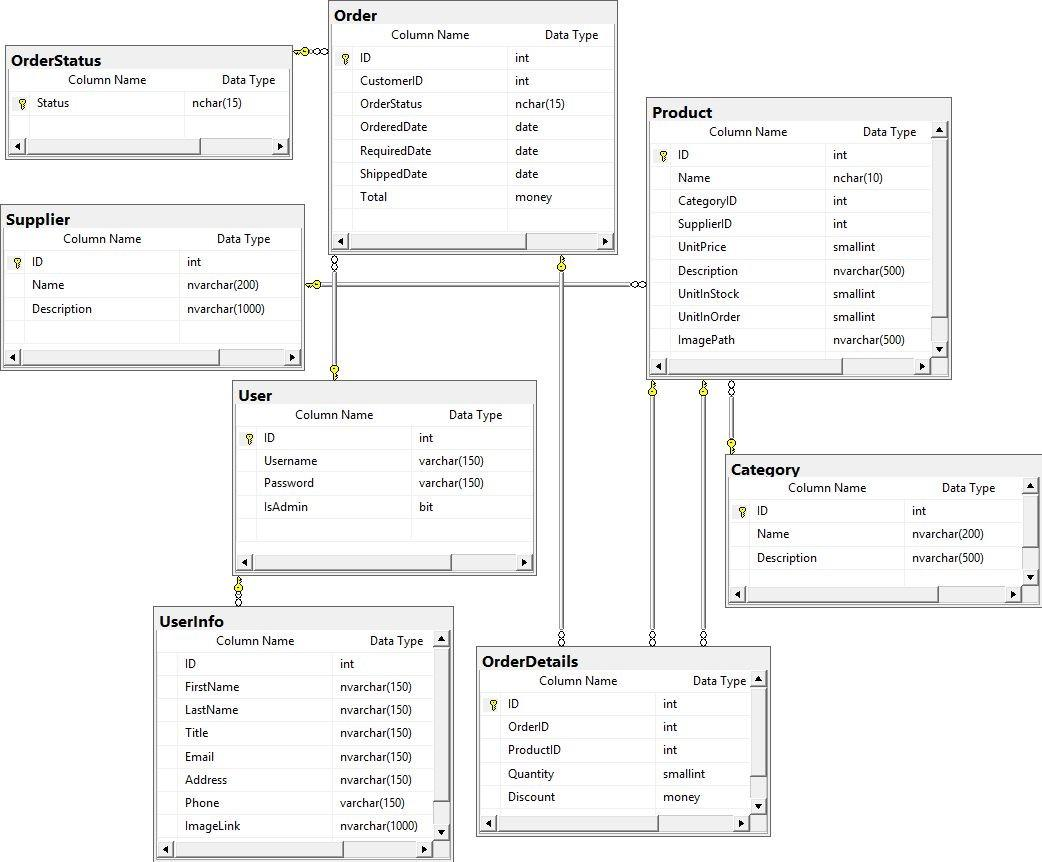 Order
Column Name Data Type
ID int
CustomerID int
OrderStatus nchar(15)
OrderedDate date
RequiredDate date
ShippedDate date
Total money
OrderStatus
Column Name Data Type
Status nchar(15)
Product
Column Name Data Type
ID int
Name nchar(10)
CategoryID int
SupplierID int
UnitPrice smallint
Description nvarchar(500)
UnitInStock smallint
UnitInOrder smallint
ImagePath nvarchar(500)
Supplier
Column Name Data Type
ID int
Name nvarchar(200)
Description nvarchar(1000)
User
Column Name Data Type
ID int
Username varchar(150)
Password varchar(150)
IsAdmin bit
Category
Column Name Data Type
ID int
Name nvarchar(200)
Description nvarchar(500)
UserInfo
Column Name Data Type
ID int
FirstName nvarchar(150)
LastName nvarchar(150)
Title nvarchar(150)
Email nvarchar(150)
Address nvarchar(150)
Phone varchar(150)
ImageLink nvarchar(1000)
OrderDetails
Column Name Data Type
ID int
OrderID int
ProductID int
Quantity smallint
Discount money